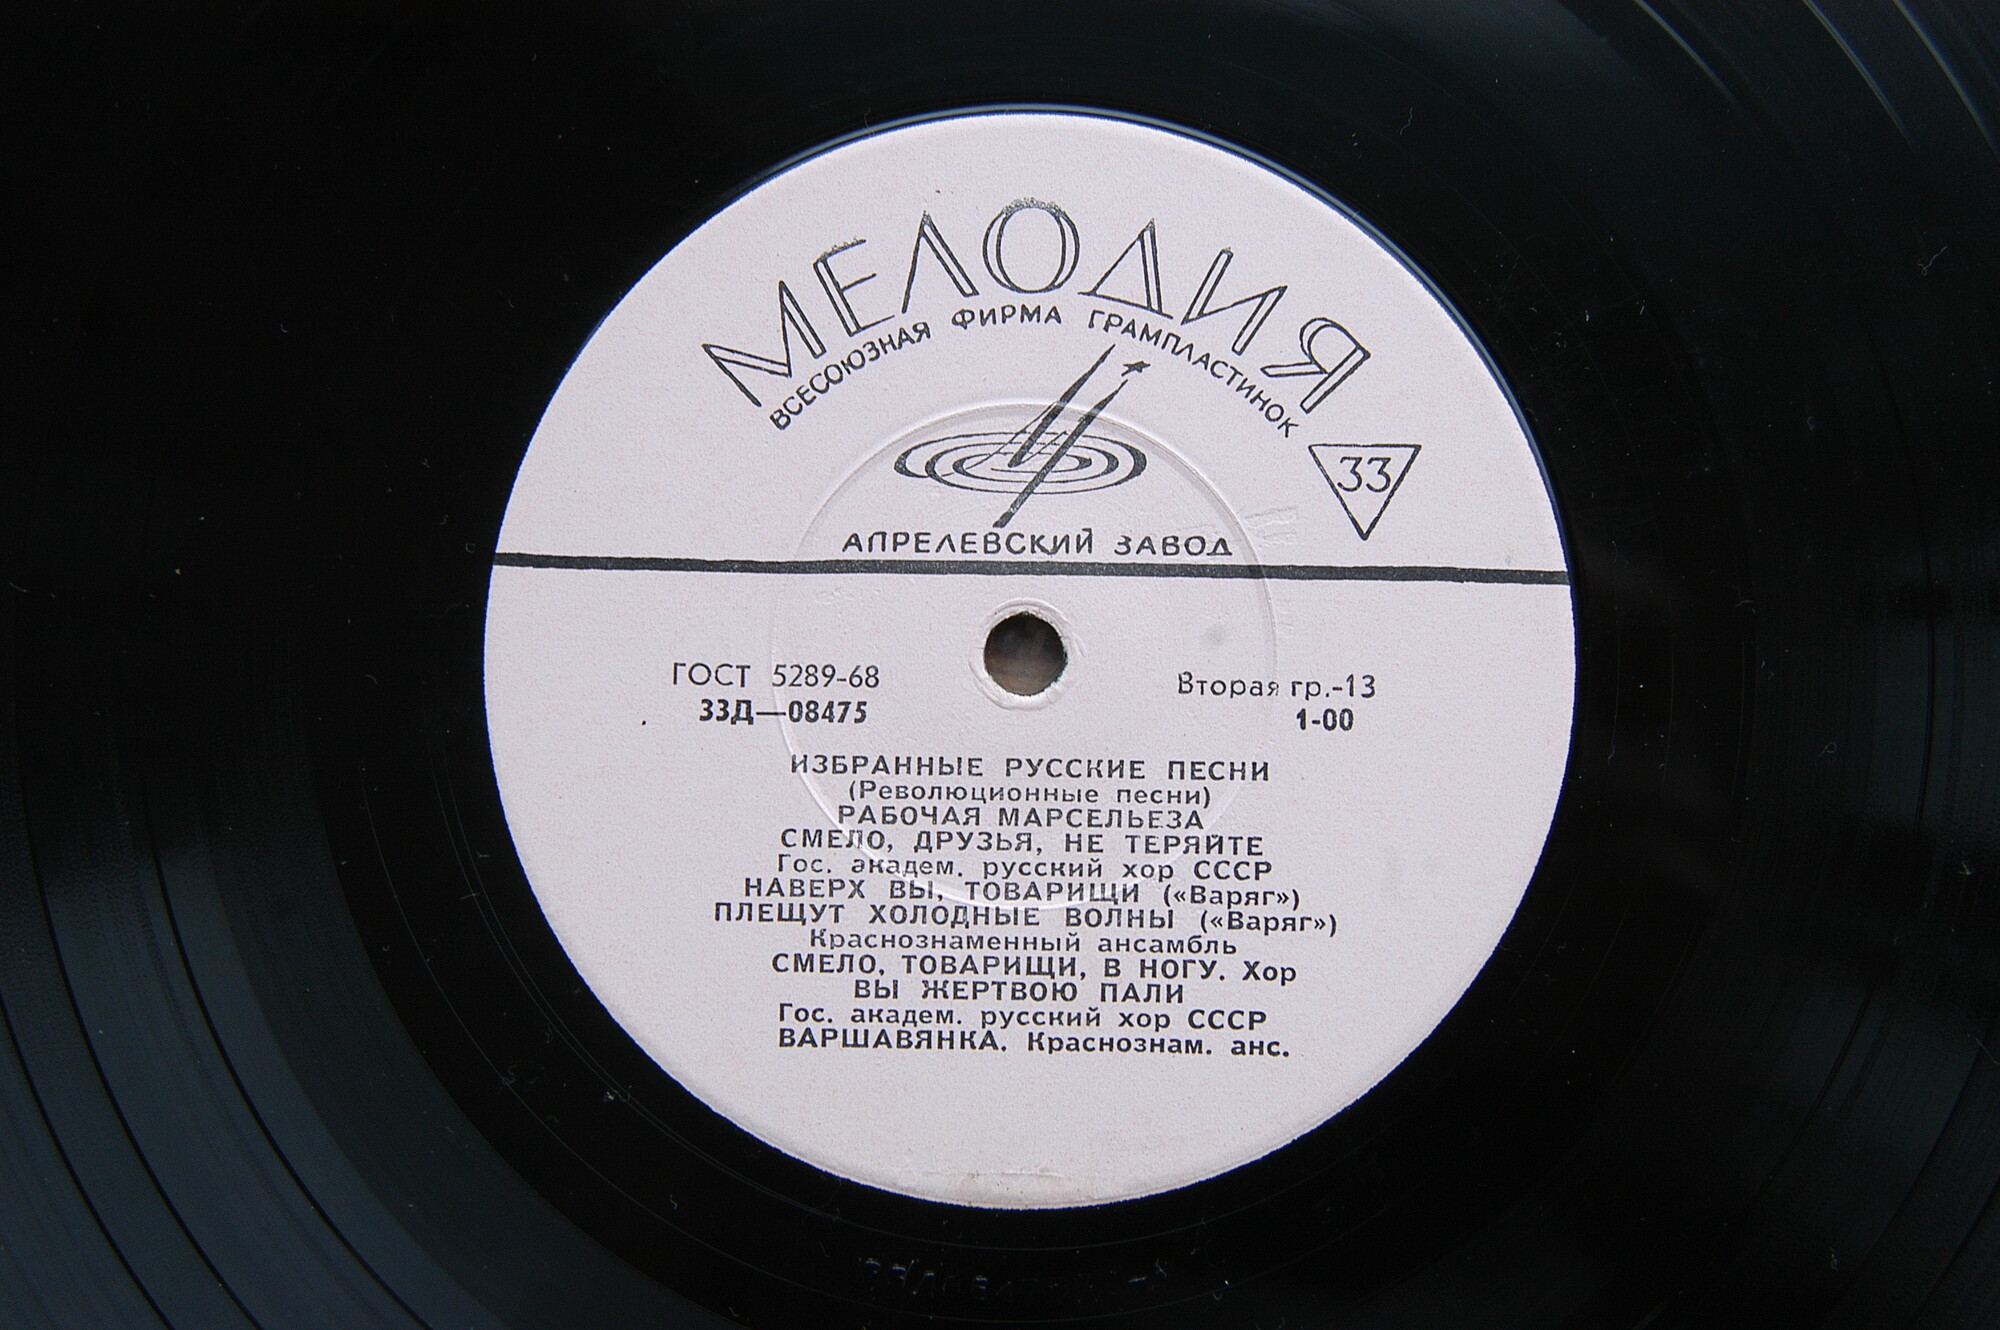 МЕЛОДИЯ
ВСЕСОЮЗНАЯ ФИРМА ГРАМПЛАСТИНОК
33
АПРЕЛЕВСКИЙ ЗАВОД
ГОСТ 5289-68
Вторая гр.-13
33Д—08475
1-00
ИЗБРАННЫЕ РУССКИЕ ПЕСНИ
(Революционные песни)
РАБОЧАЯ МАРСЕЛЬЕЗА
СМЕЛО, ДРУЗЬЯ, НЕ ТЕРЯЙТЕ
Гос. академ. русский хор СССР
НАВЕРХ ВЫ, ТОВАРИЩИ («Варяг»)
ПЛЕЩУТ ХОЛОДНЫЕ ВОЛНЫ («Варяг»)
Краснознаменный ансамбль
СМЕЛО, ТОВАРИЩИ, В НОГУ. Хор
ВЫ ЖЕРТВОЮ ПАЛИ
Гос. академ. русский хор СССР
ВАРШАВЯНКА. Краснознам. анс.